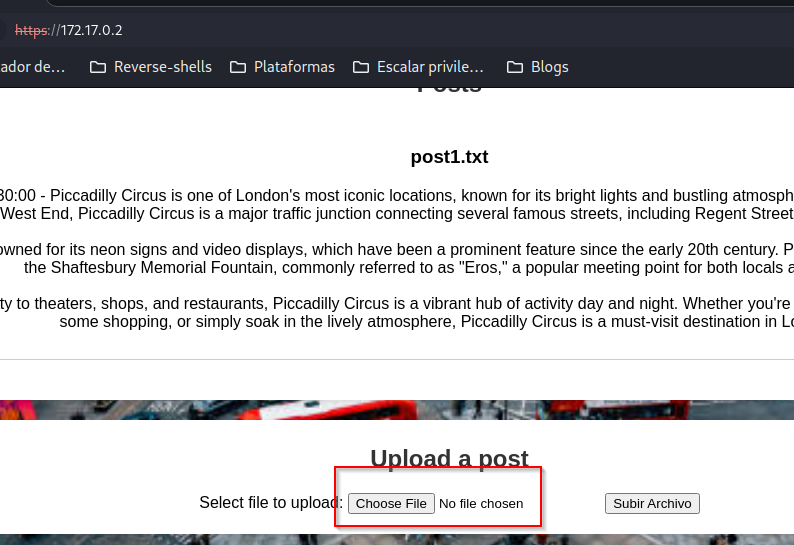 https://172.17.0.2
ador de…
Reverse-shells
Plataformas
Escalar privile…
Blogs
Posts
post1.txt
30:00 - Piccadilly Circus is one of London's most iconic locations, known for its bright lights and bustling atmosph
West End, Piccadilly Circus is a major traffic junction connecting several famous streets, including Regent Street
owned for its neon signs and video displays, which have been a prominent feature since the early 20th century. P
the Shaftesbury Memorial Fountain, commonly referred to as "Eros," a popular meeting point for both locals a
ty to theaters, shops, and restaurants, Piccadilly Circus is a vibrant hub of activity day and night. Whether you're
some shopping, or simply soak in the lively atmosphere, Piccadilly Circus is a must-visit destination in Lo
Upload a post
Select file to upload: Choose File No file chosen Subir Archivo